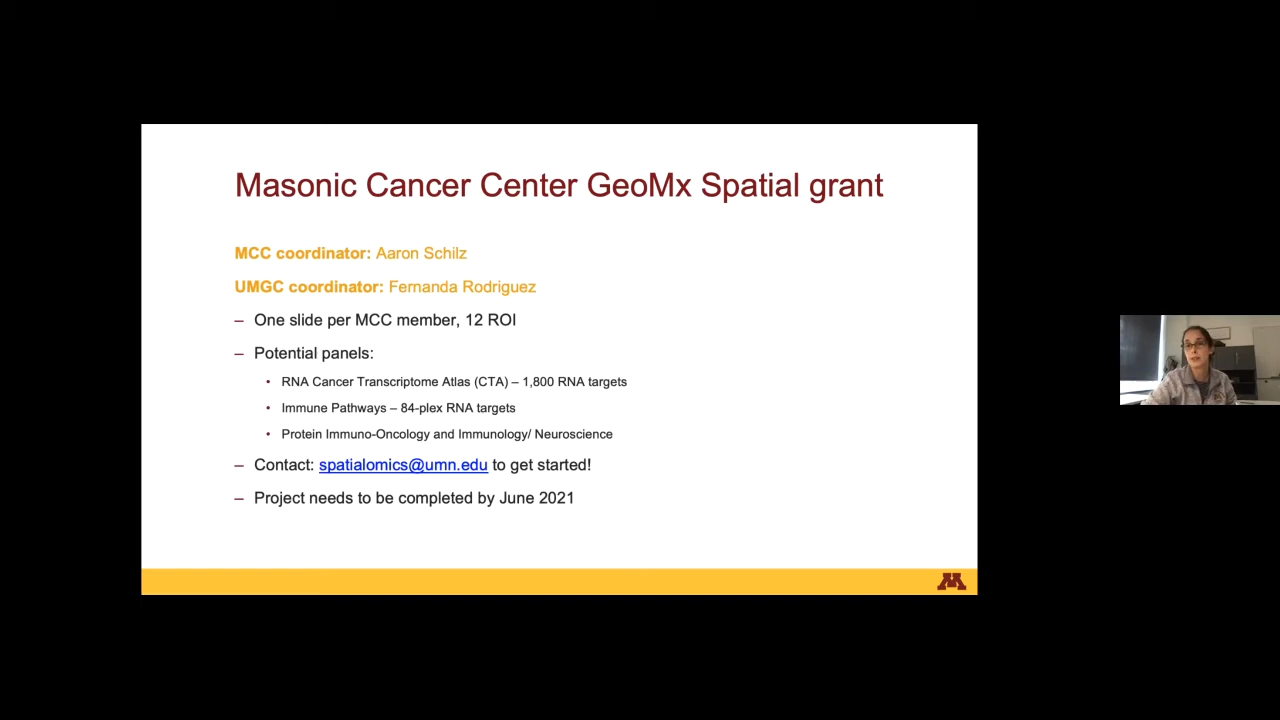 Masonic Cancer Center GeoMx Spatial grant
MCC coordinator: Aaron Schilz
UMGC coordinator: Fernanda Rodriguez
– One slide per MCC member, 12 ROI
– Potential panels:
• RNA Cancer Transcriptome Atlas (CTA) – 1,800 RNA targets
• Immune Pathways – 84-plex RNA targets
• Protein Immuno-Oncology and Immunology/ Neuroscience
– Contact: spatialomics@umn.edu to get started!
– Project needs to be completed by June 2021
M